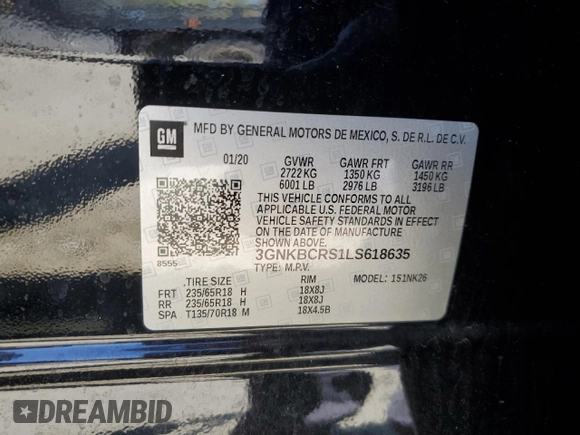 GM
MFD BY GENERAL MOTORS DE MEXICO, S. DE R.L. DE C.V.
01/20 GVWR GAWR FRT GAWR RR
2722 KG 1350 KG 1450 KG
6001 LB 2976 LB 3196 LB
THIS VEHICLE CONFORMS TO ALL
APPLICABLE U.S. FEDERAL MOTOR
VEHICLE SAFETY STANDARDS IN EFFECT
ON THE DATE OF MANUFACTURE
SHOWN ABOVE.
8555 3GNKBCRS1LS618635
TYPE: M.P.V. MODEL: 151NK26
TIRE SIZE RIM
FRT 235/65R18 H 18X8J
RR 235/65R18 H 18X8J
SPA T135/70R18 M 18X4.5B
DREAMBID